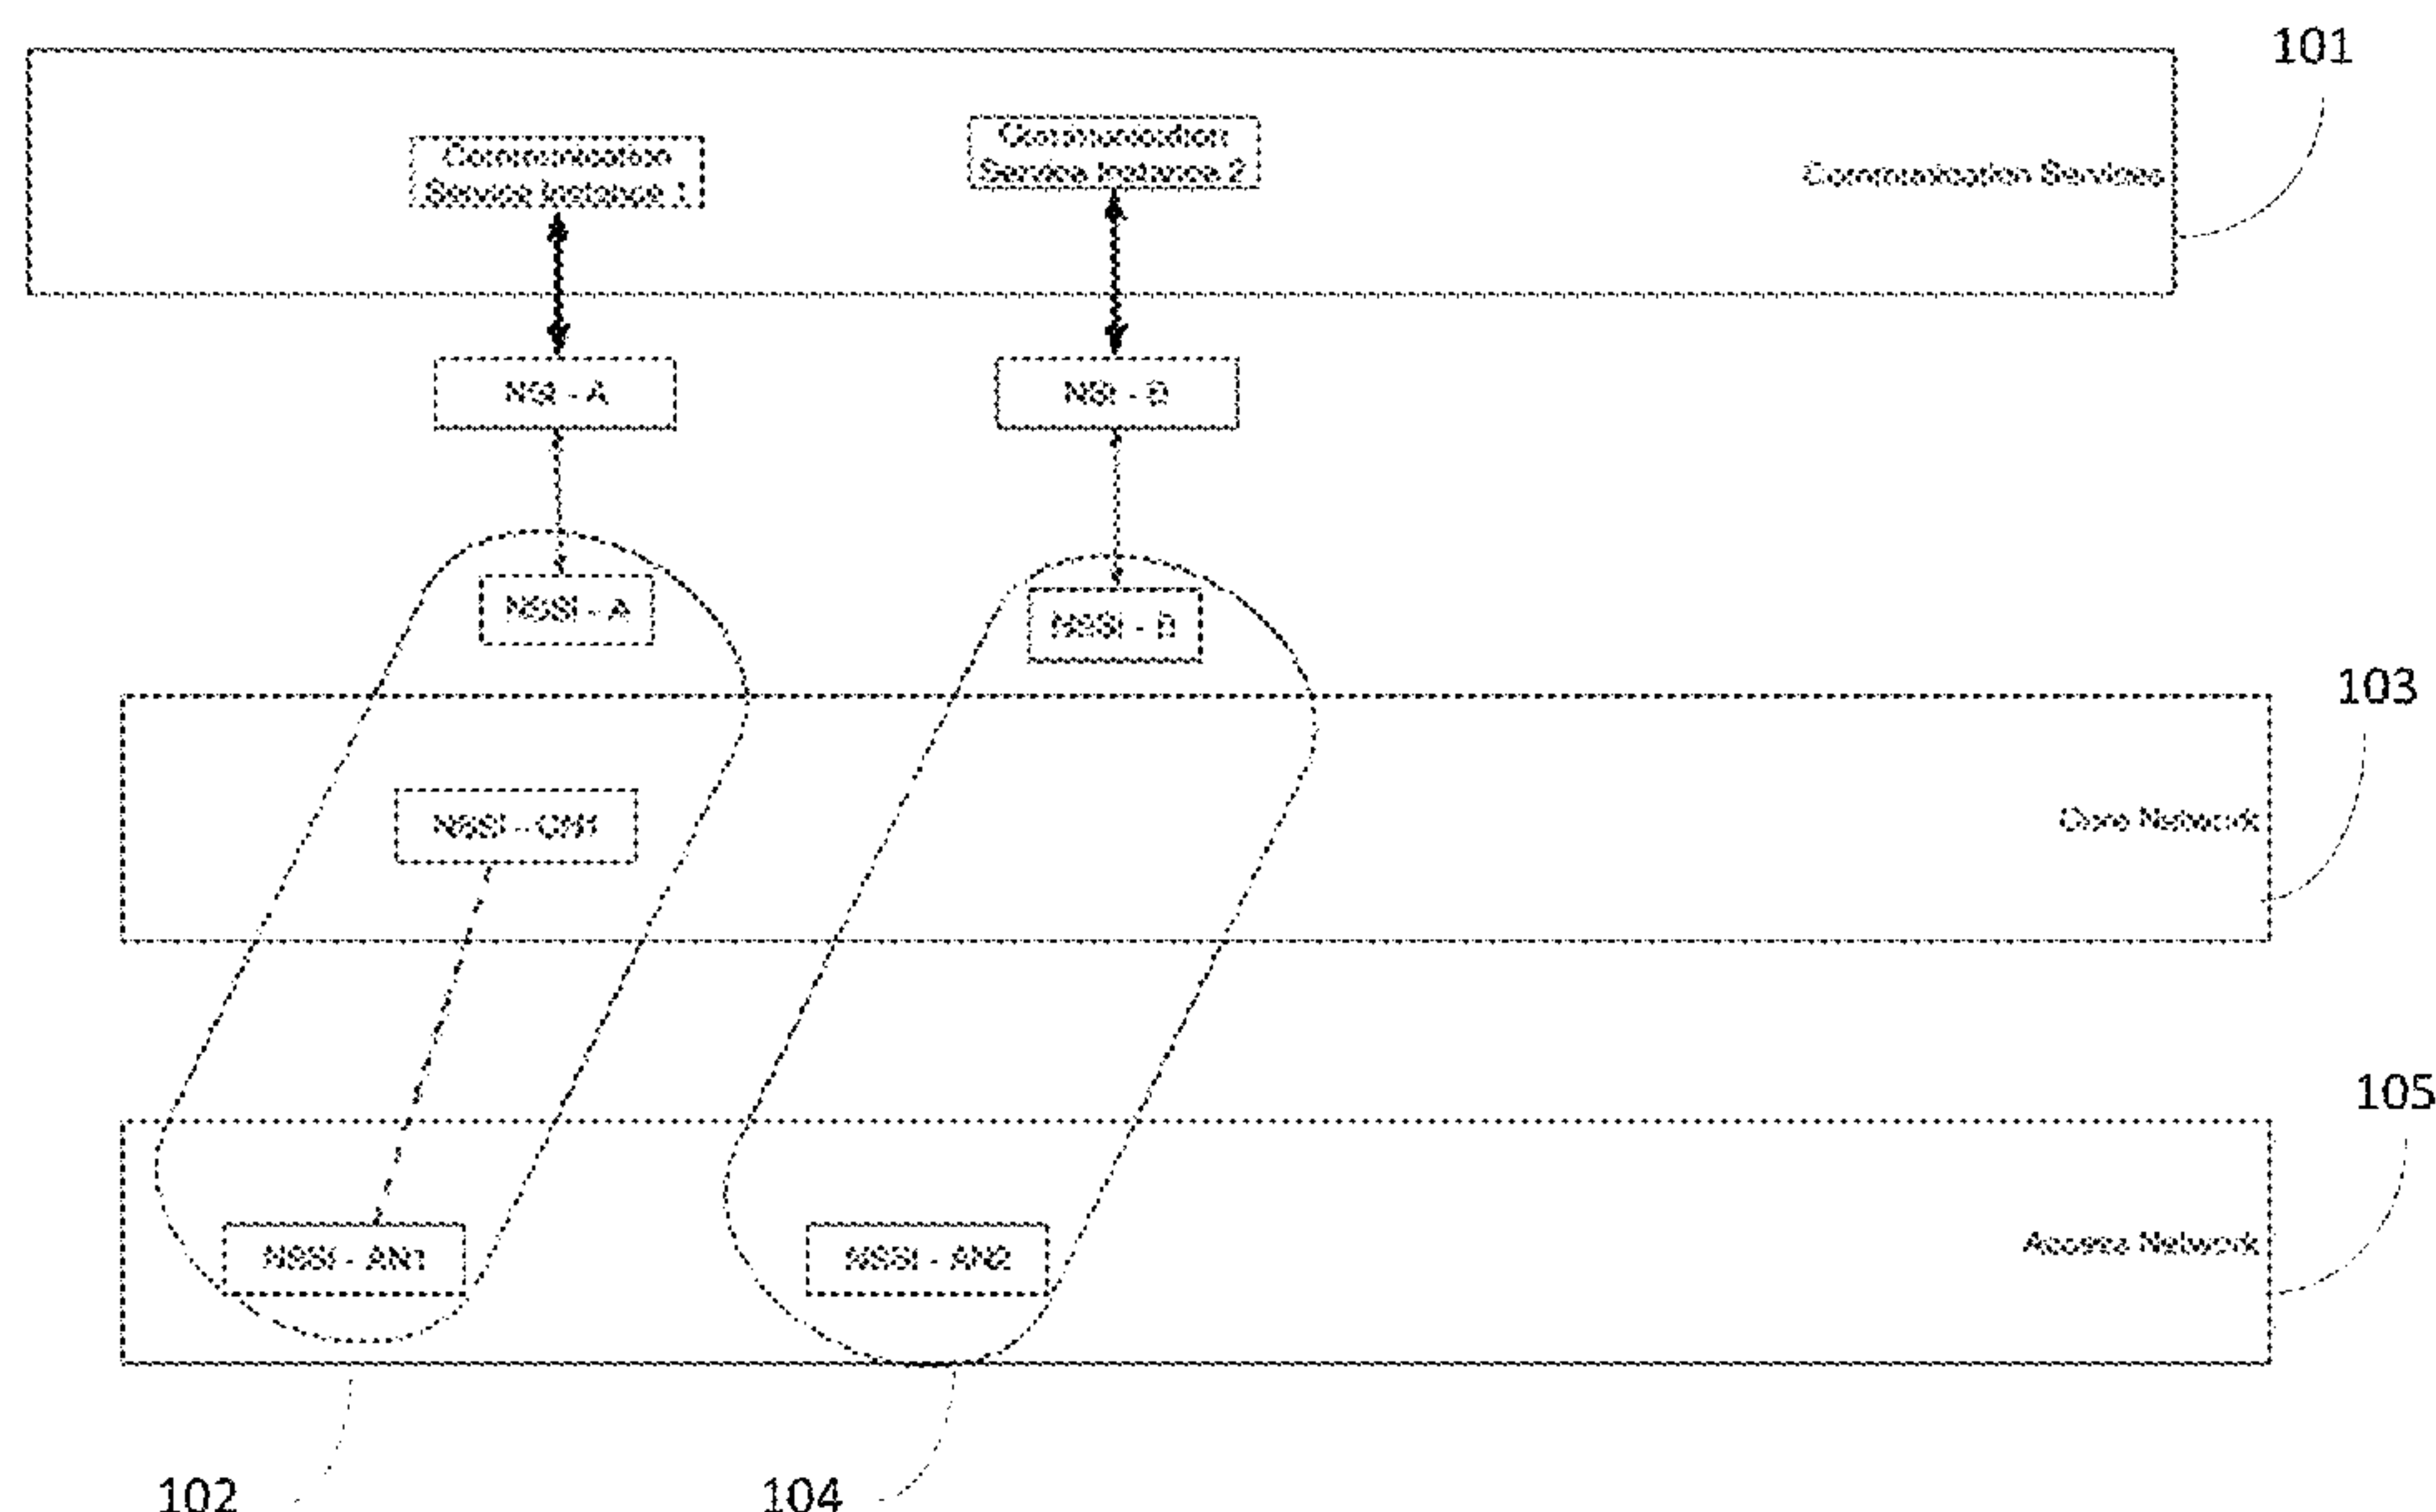 101
Communication
Service Instance 2
Communication
Service Instance 1
Communication Services
NSI - A
NSI - B
NSSI - A
NSSI - B
103
NSSI - CN1
Core Network
105
NSSI - AN1
NSSI - AN2
Access Network
102
104